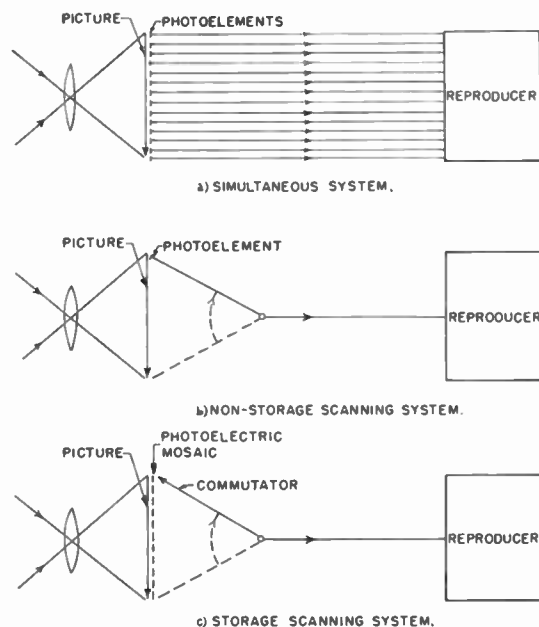 PICTURE
PHOTOELEMENTS
REPRODUCER
a) SIMULTANEOUS SYSTEM.
PICTURE
PHOTOELEMENT
REPRODUCER
b) NON-STORAGE SCANNING SYSTEM.
PHOTOELECTRIC
MOSAIC
PICTURE
COMMUTATOR
REPRODUCER
c) STORAGE SCANNING SYSTEM.